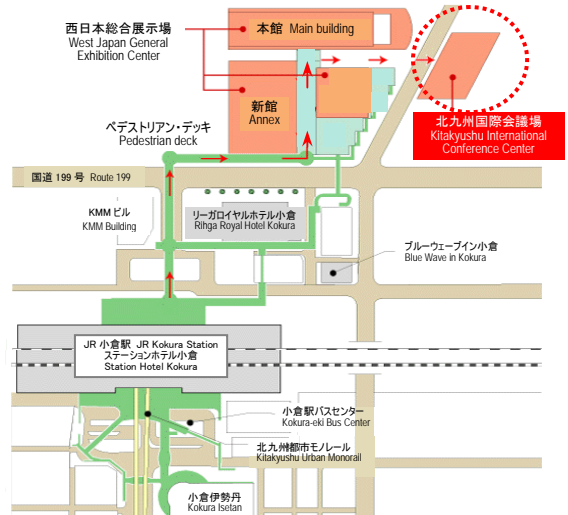 西日本総合展示場
West Japan General
Exhibition Center
本館 Main building
新館
Annex
北九州国際会議場
Kitakyushu International
Conference Center
ペデストリアン・デッキ
Pedestrian deck
国道 199 号 Route 199
KMM ビル
KMM Building
リーガロイヤルホテル小倉
Rihga Royal Hotel Kokura
ブルーウェーブイン小倉
Blue Wave in Kokura
JR 小倉駅 JR Kokura Station
ステーションホテル小倉
Station Hotel Kokura
小倉駅バスセンター
Kokura-eki Bus Center
北九州都市モノレール
Kitakyushu Urban Monorail
小倉伊勢丹
Kokura Isetan